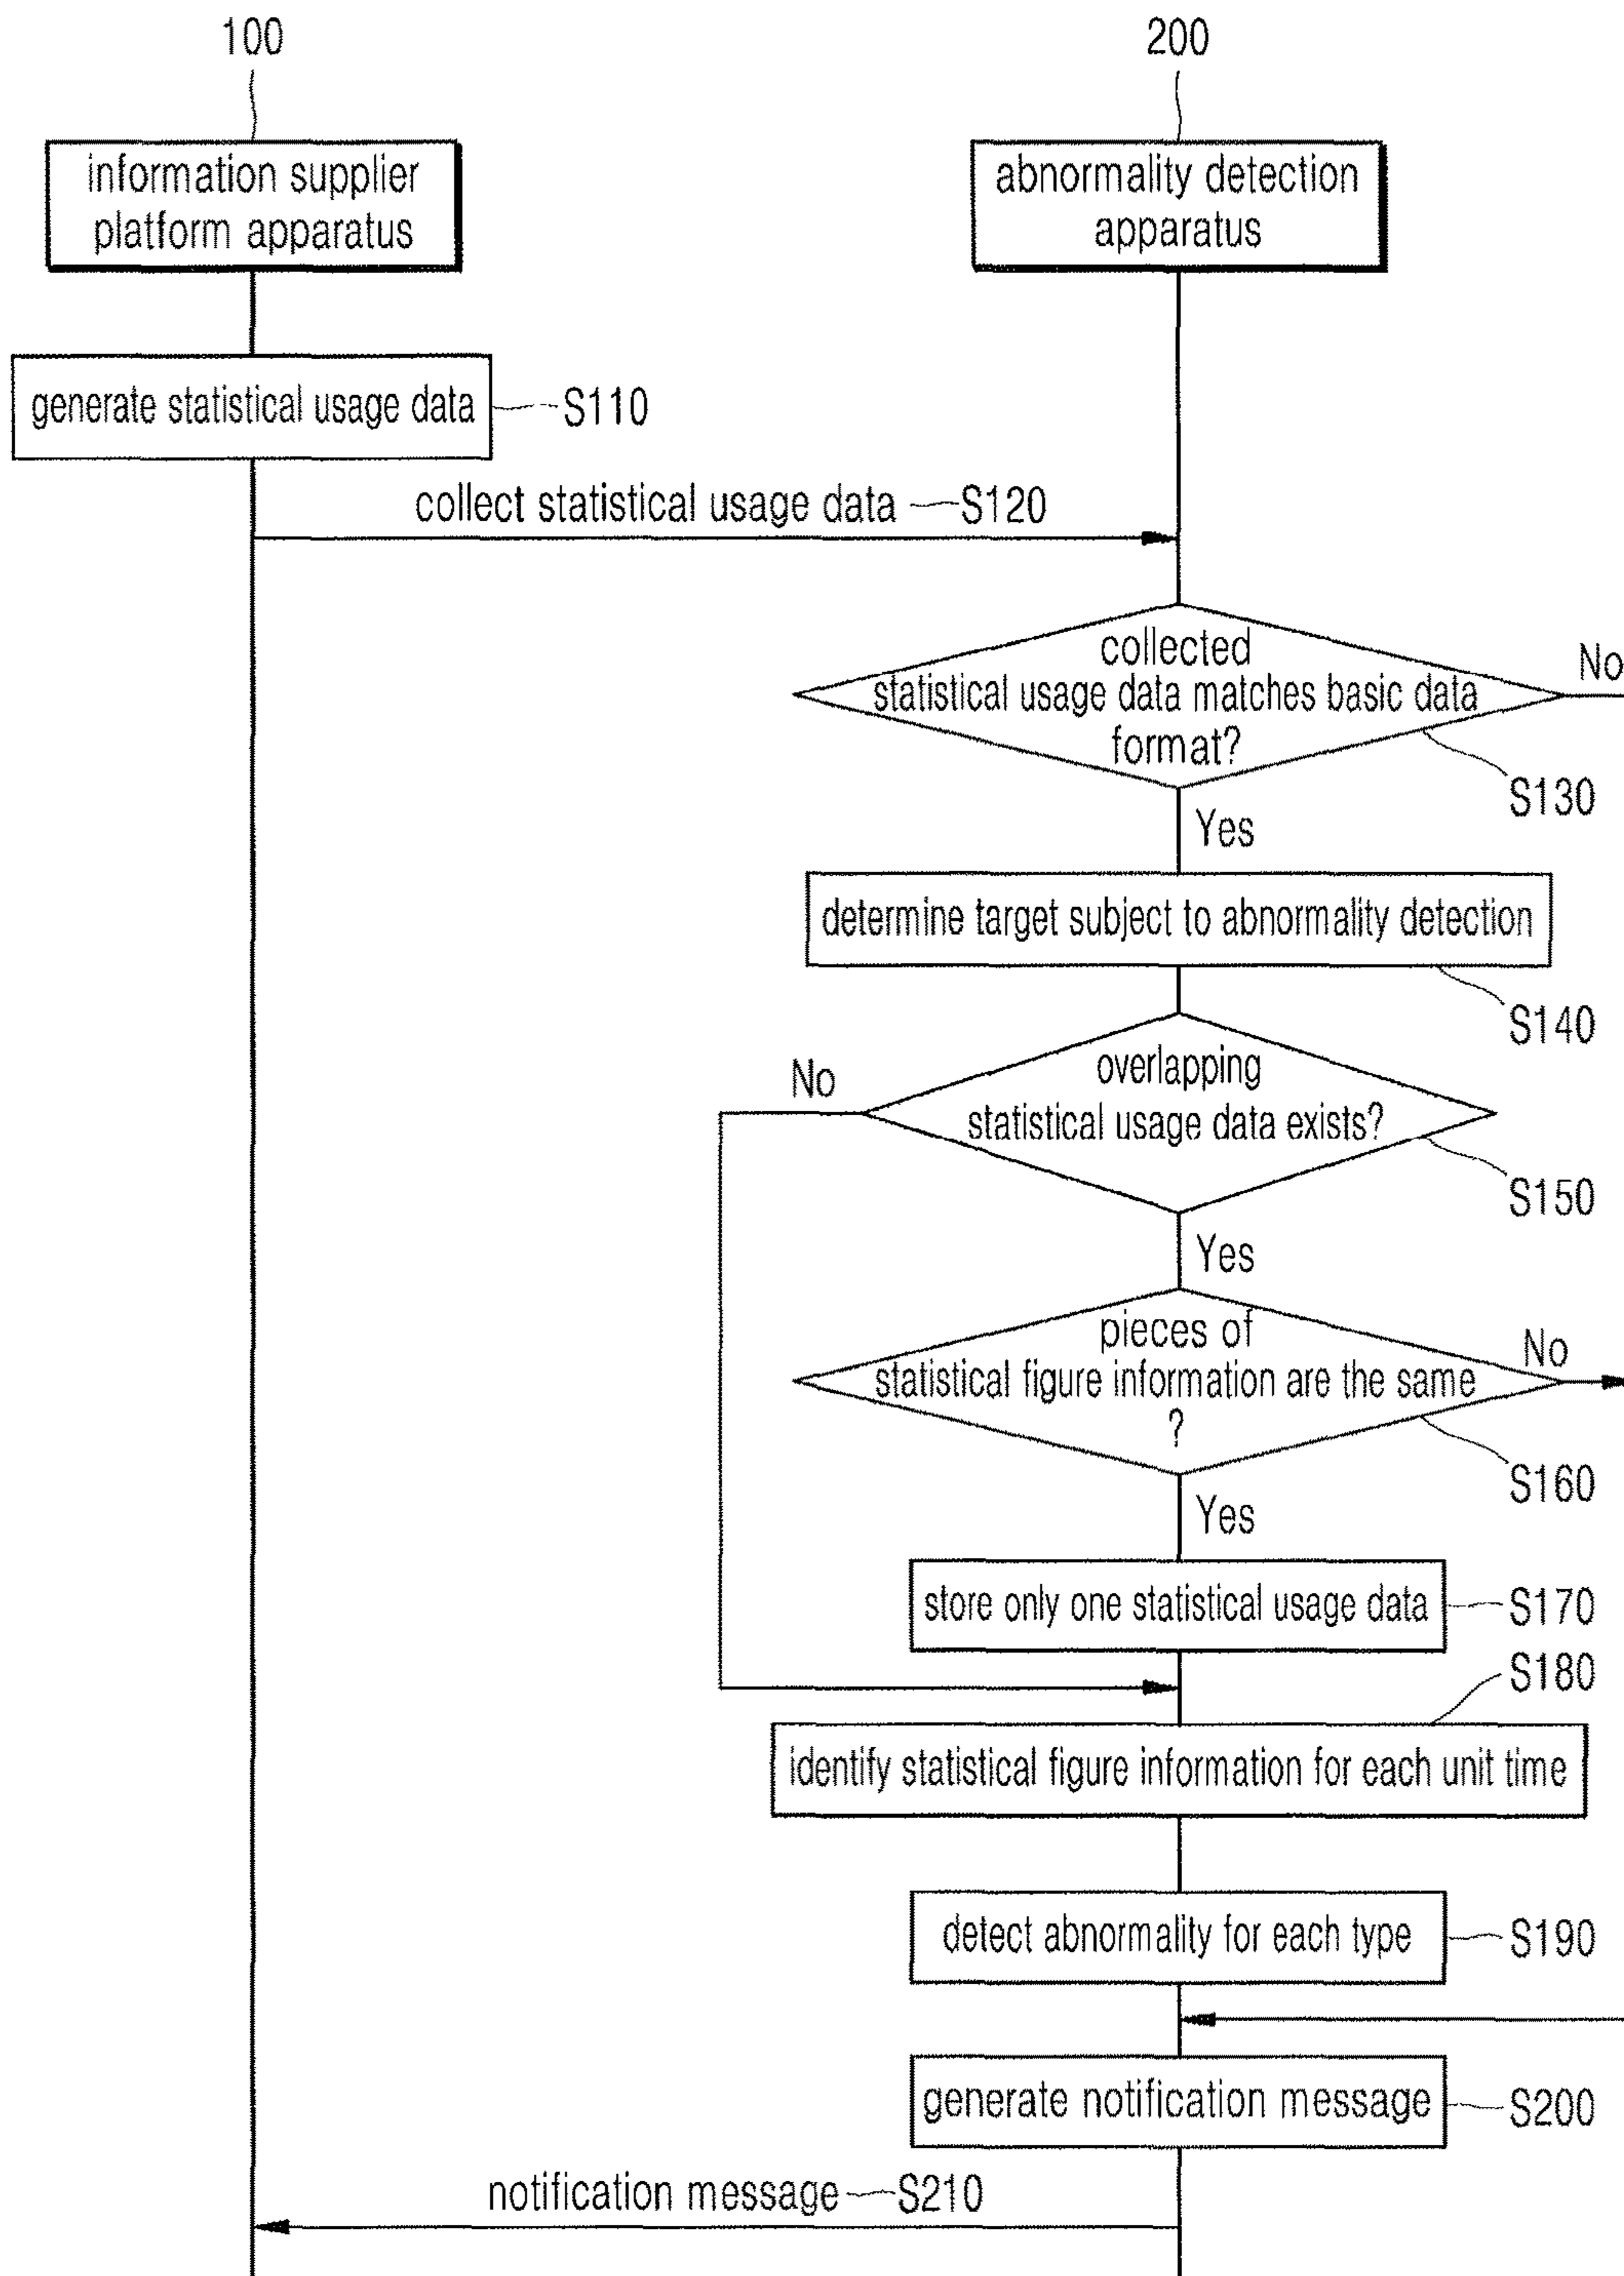 100
200
information supplier
platform apparatus
abnormality detection
apparatus
generate statistical usage data
S110
collect statistical usage data
S120
collected
statistical usage data matches basic data
format?
No
S130
Yes
determine target subject to abnormality detection
S140
No
overlapping
statistical usage data exists?
S150
Yes
pieces of
statistical figure information are the same
?
No
S160
Yes
store only one statistical usage data
S170
S180
identify statistical figure information for each unit time
detect abnormality for each type
S190
generate notification message
S200
notification message
S210